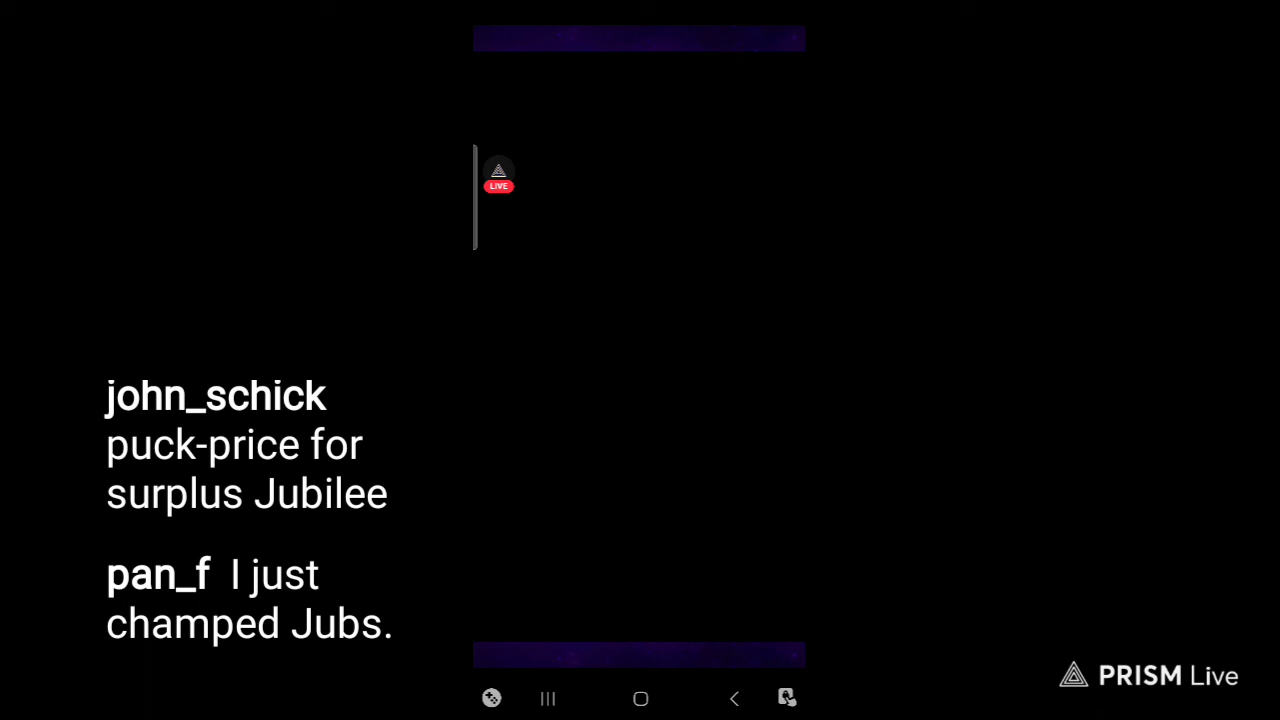 LIVE
john_schick
puck-price for
surplus Jubilee
pan_f I just
champed Jubs.
PRISM Live